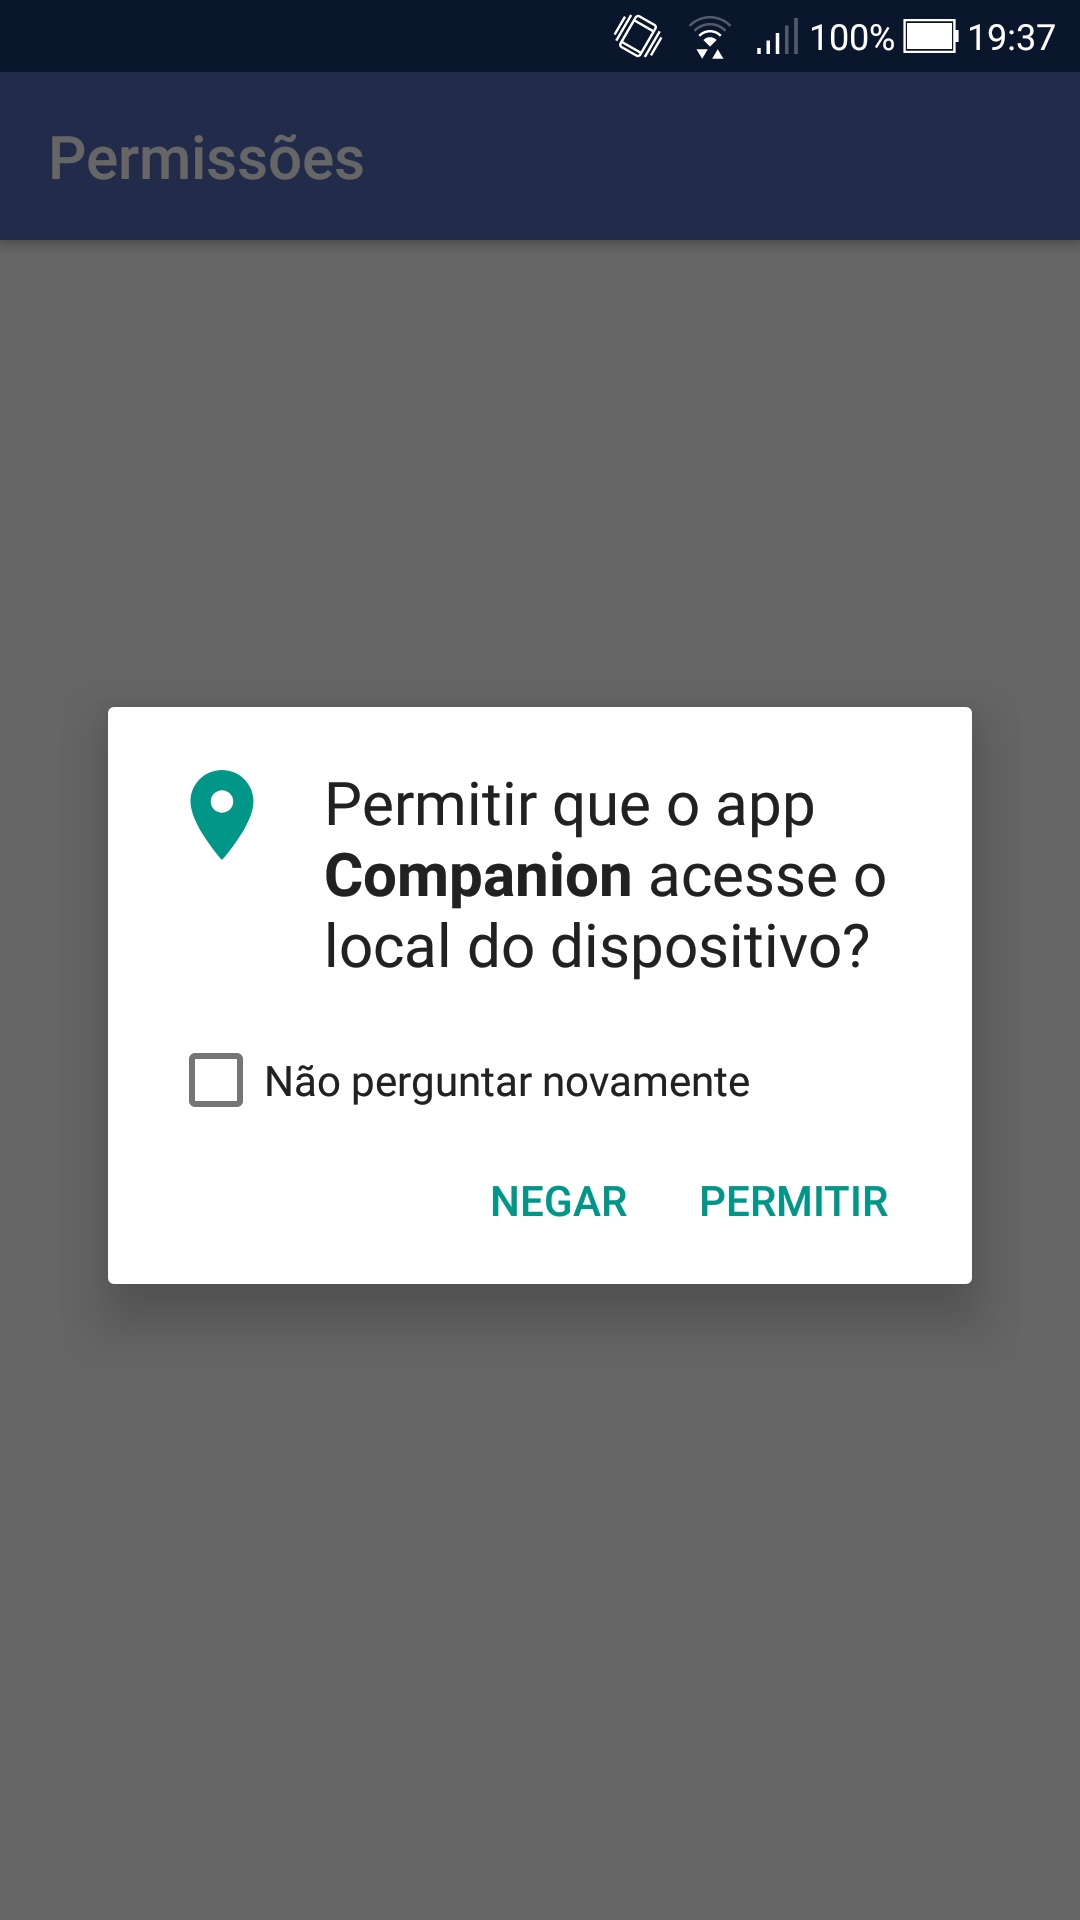 100% 19:37
Permissões
Permitir que o app
Companion acesse o
local do dispositivo?
Não perguntar novamente
NEGAR PERMITIR